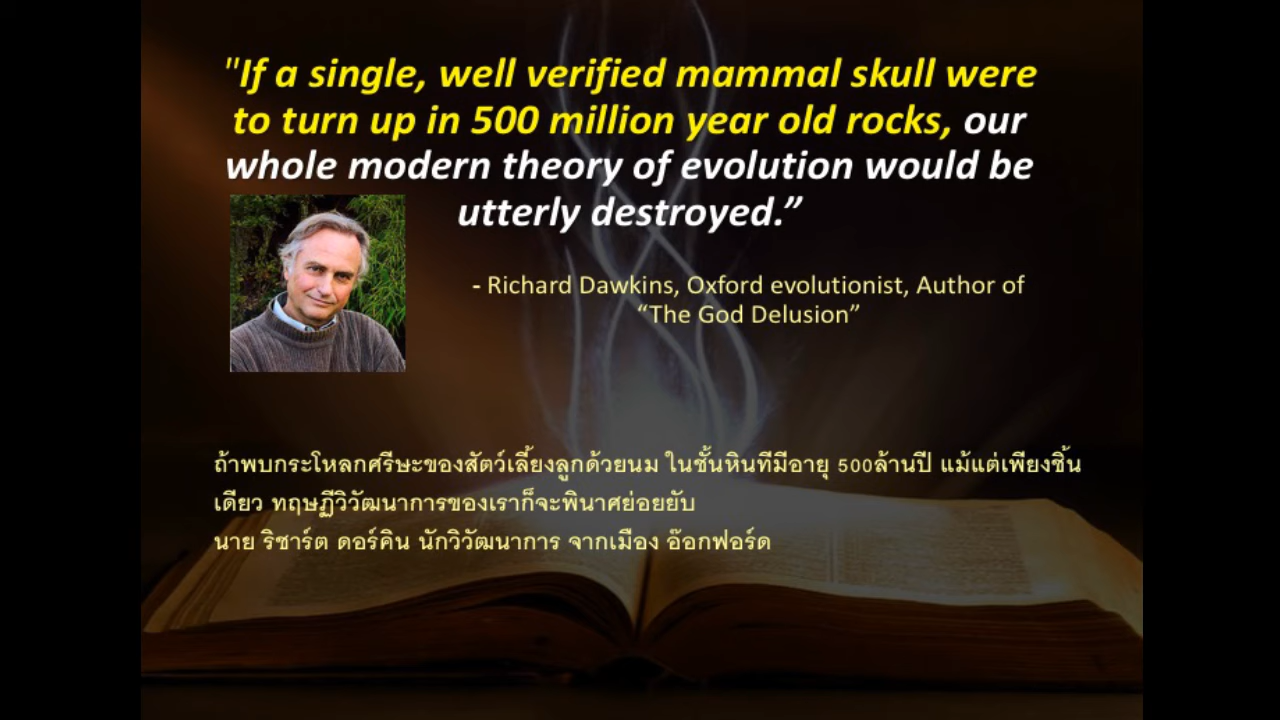 "If a single, well verified mammal skull were
to turn up in 500 million year old rocks, our
whole modern theory of evolution would be
utterly destroyed.”
- Richard Dawkins, Oxford evolutionist, Author of
“The God Delusion”
ถ้าพบกระโหลกศรีษะของสัตว์เลี้ยงลูกด้วยนม ในชั้นหินทีมีอายุ 500ล้านปี แม้แต่เพียงชิ้น
เดียว ทฤษฏีวิวัฒนาการของเราก็จะพินาศย่อยยับ
นาย ริชาร์ต ดอร์คิน นักวิวัฒนาการ จากเมือง อ๊อกฟอร์ด